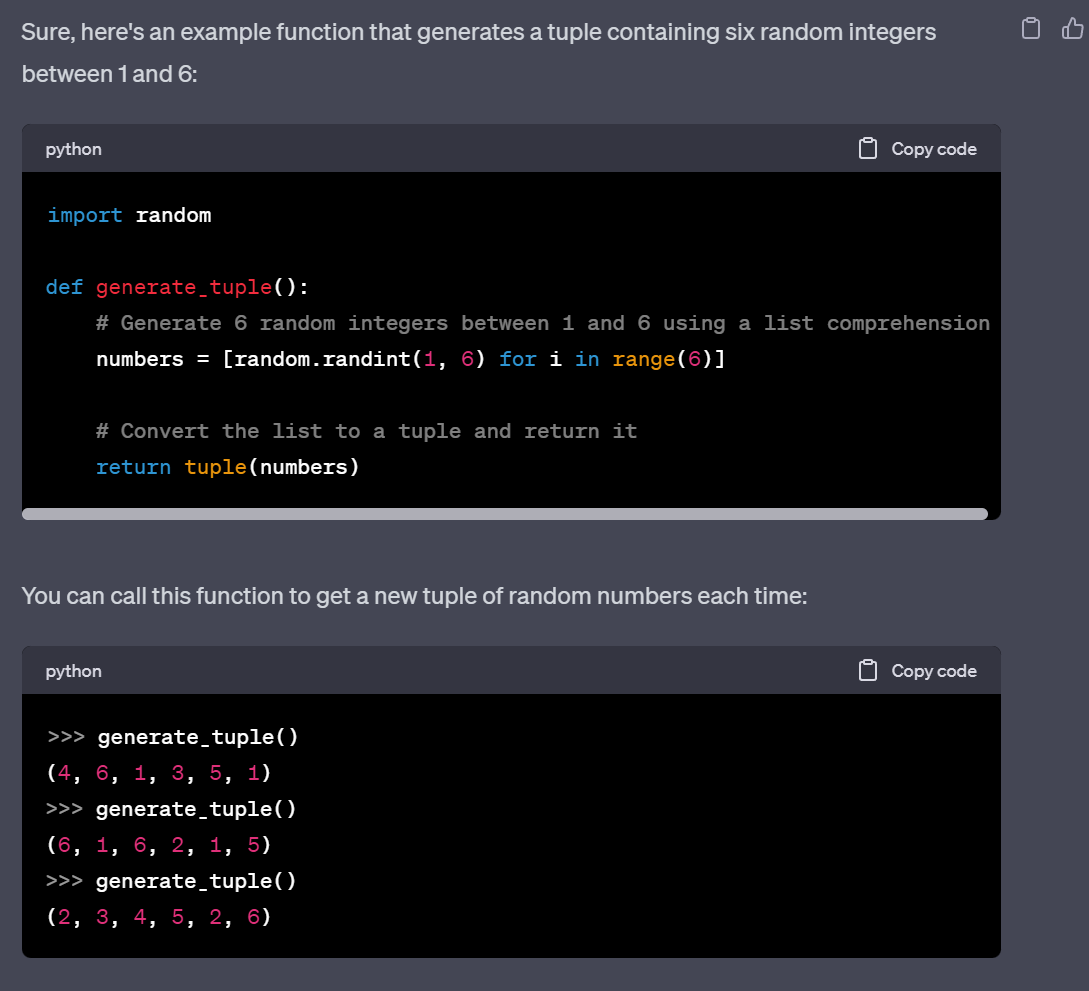 Sure, here's an example function that generates a tuple containing six random integers
between 1 and 6:
python
Copy code
import random
def generate_tuple():
    # Generate 6 random integers between 1 and 6 using a list comprehension
    numbers = [random.randint(1, 6) for i in range(6)]
    # Convert the list to a tuple and return it
    return tuple(numbers)
You can call this function to get a new tuple of random numbers each time:
python
Copy code
>>> generate_tuple()
(4, 6, 1, 3, 5, 1)
>>> generate_tuple()
(6, 1, 6, 2, 1, 5)
>>> generate_tuple()
(2, 3, 4, 5, 2, 6)